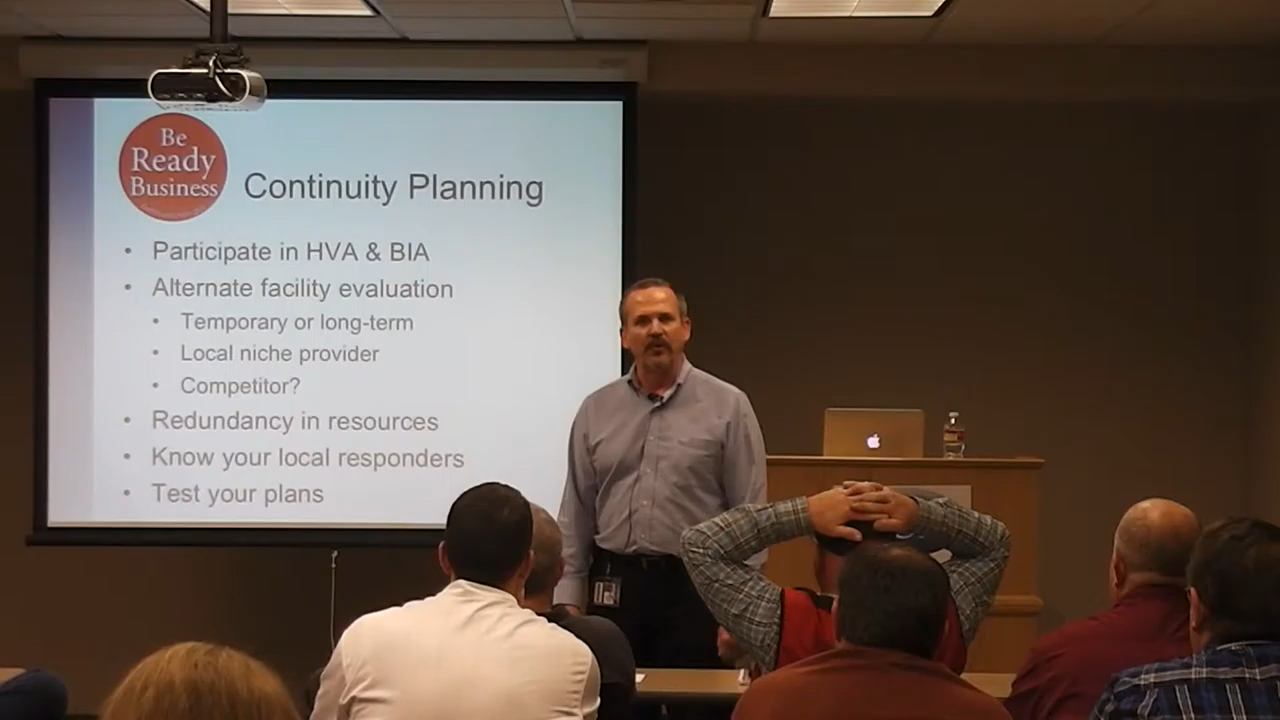 Be
Ready
Business
Continuity Planning
• Participate in HVA & BIA
• Alternate facility evaluation
• Temporary or long-term
• Local niche provider
• Competitor?
• Redundancy in resources
• Know your local responders
• Test your plans